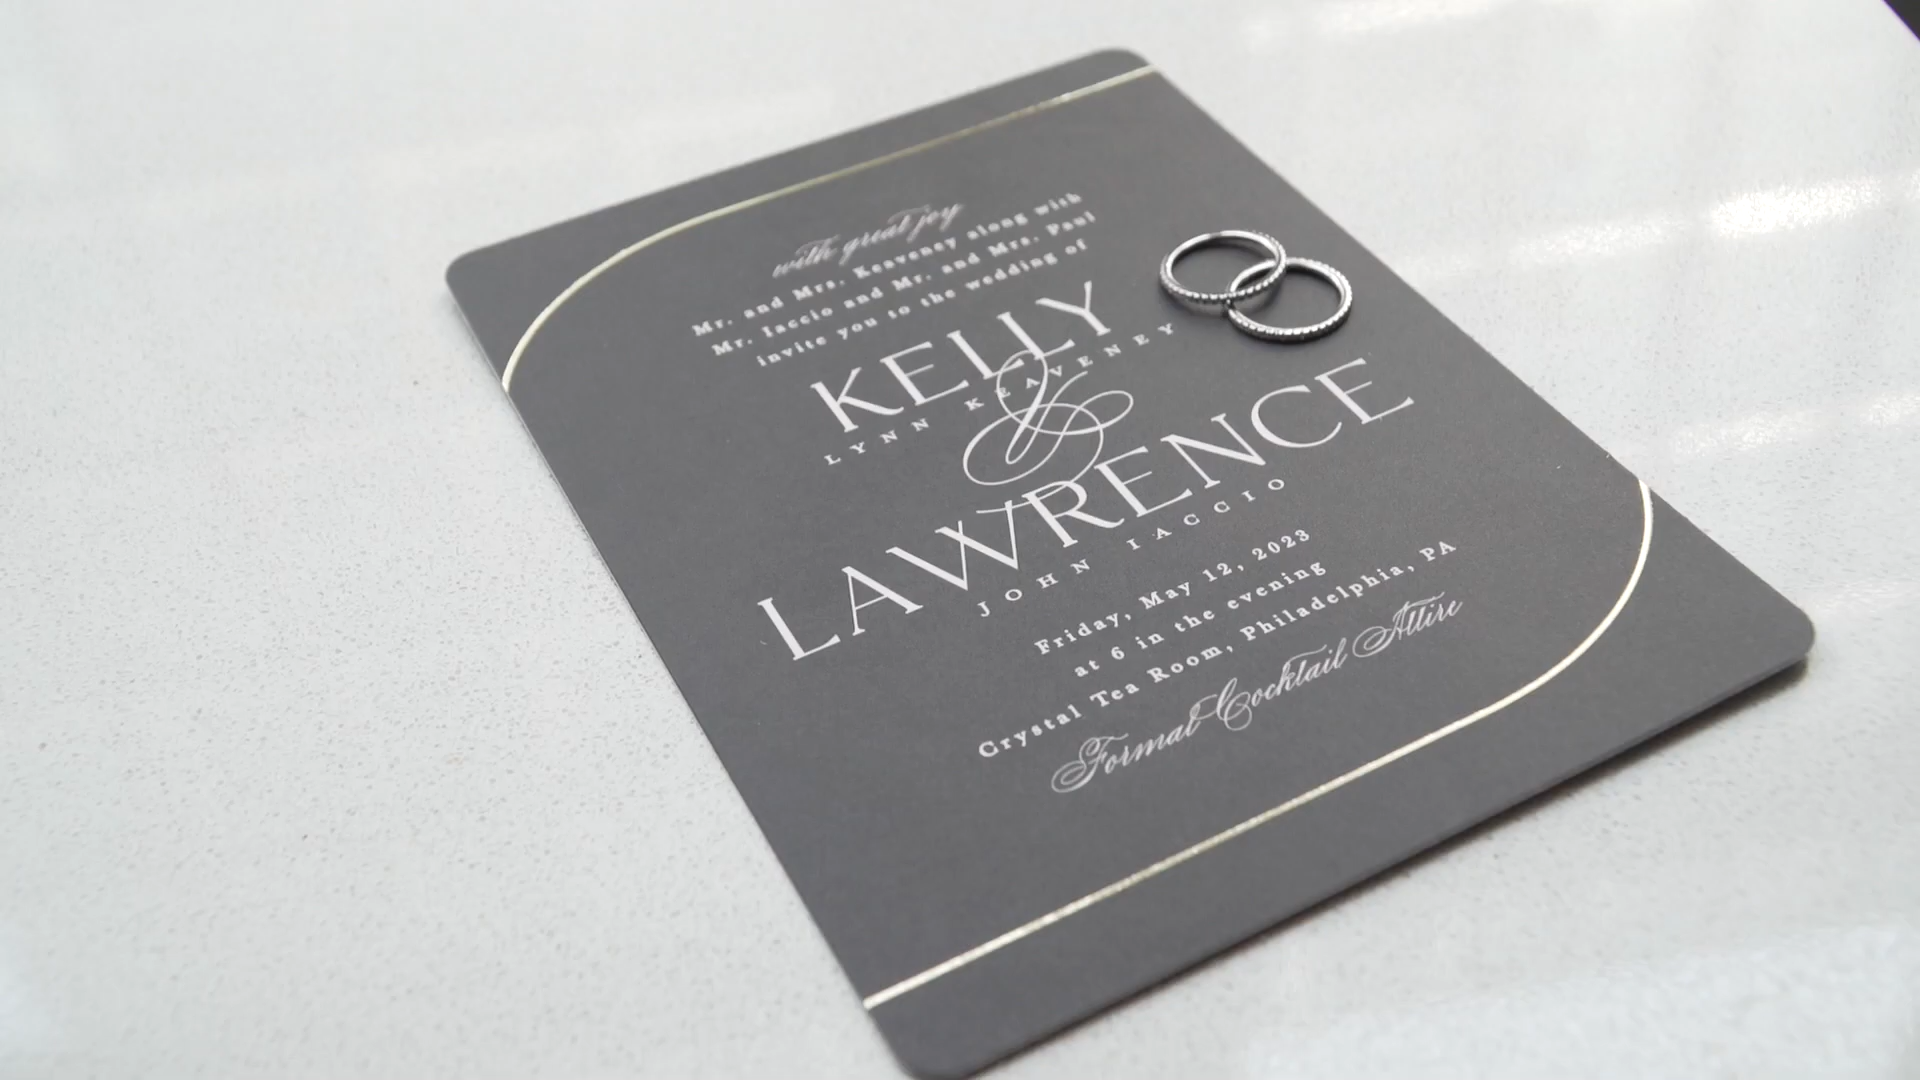 with great joy
Mr. and Mrs. Keaveney along with
Mr. Iaccio and Mr. and Mrs. Paul
invite you to the wedding of
KELLY
LYNN KEAVENEY
&
LAWRENCE
JOHN IACCIO
Friday, May 12, 2023
at 6 in the evening
Crystal Tea Room, Philadelphia, PA
Formal Cocktail Attire